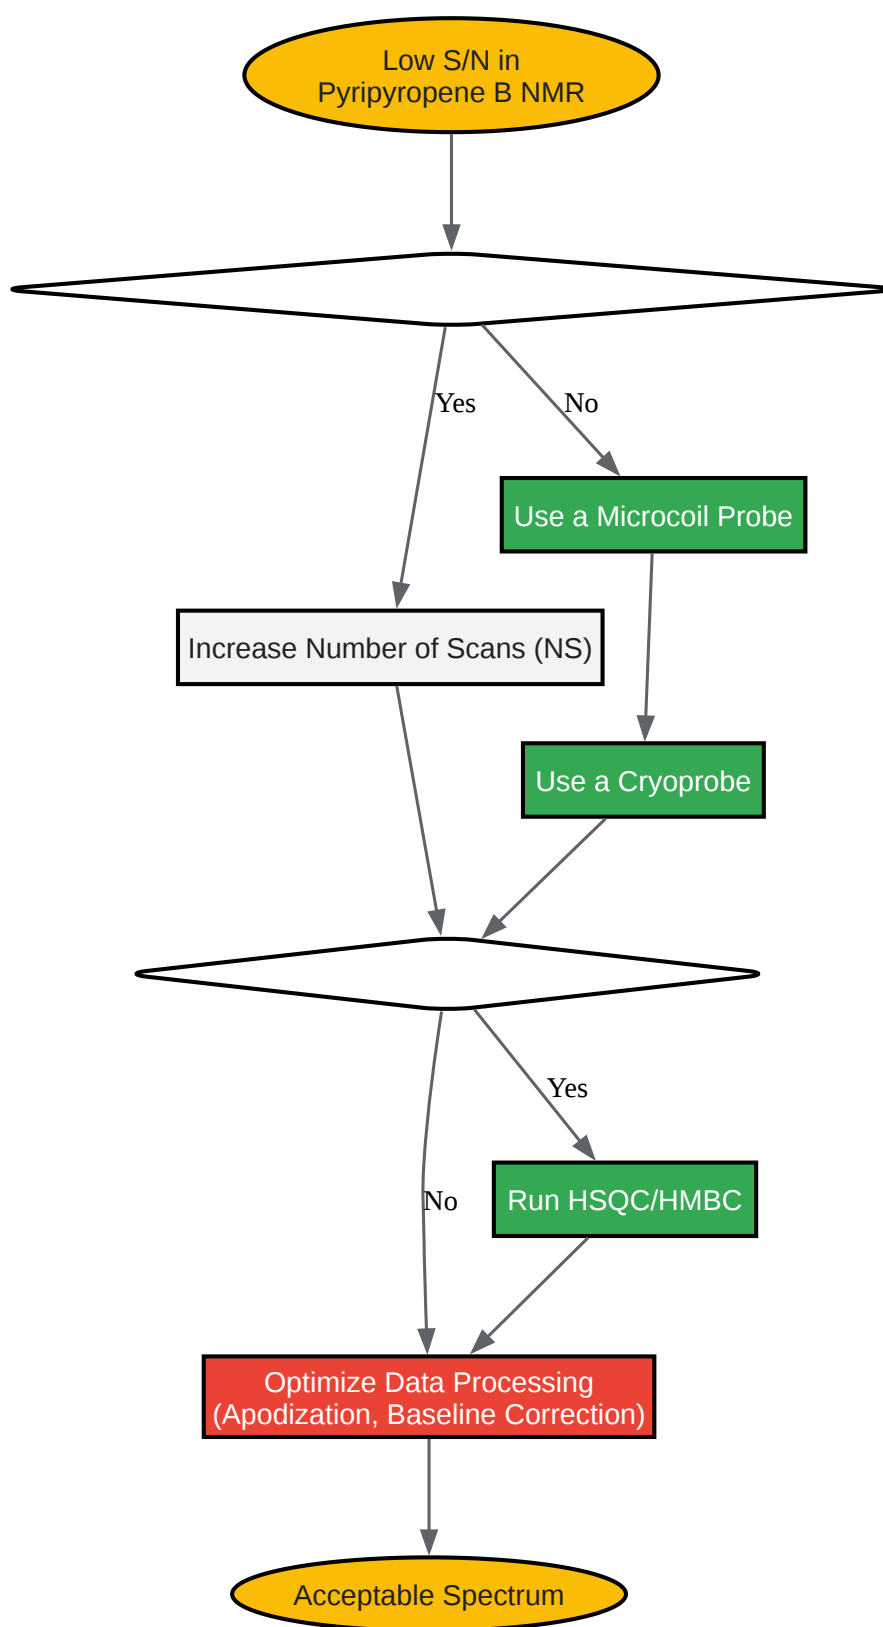 Low S/N in
Pyripyropene B NMR
Yes
No
Use a Microcoil Probe
Increase Number of Scans (NS)
Use a Cryoprobe
Yes
No
Run HSQC/HMBC
Optimize Data Processing
(Apodization, Baseline Correction)
Acceptable Spectrum